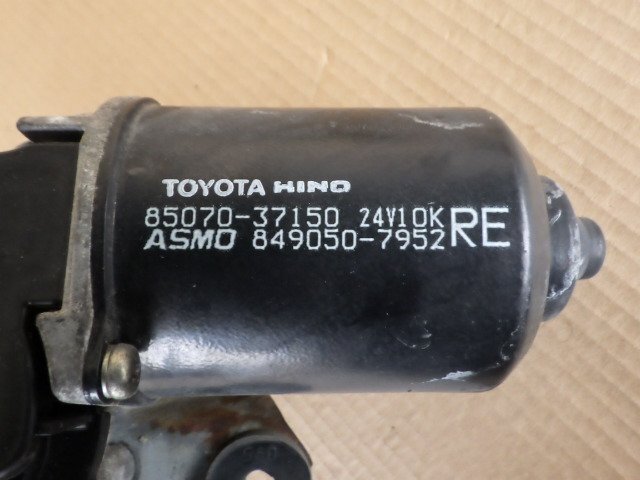 TOYOTA HINO
85070-37150 24V10K
ASMO 849050-7952 RE